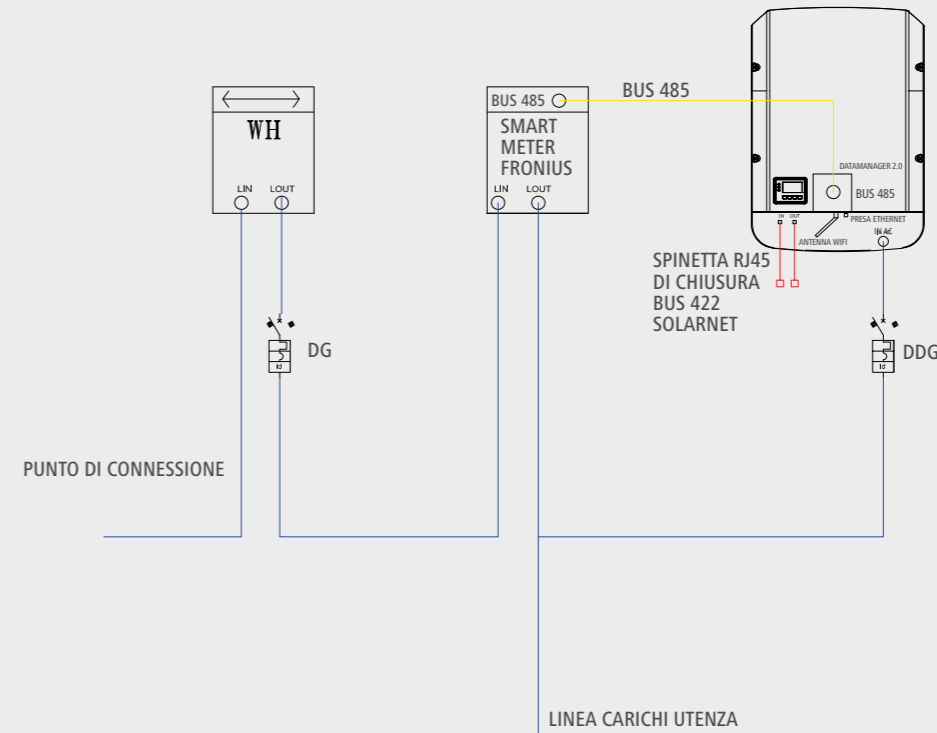 WH
LIN LOUT
BUS 485
SMART
METER
FRONIUS
LIN LOUT
BUS 485
DATAMANAGER 2.0
BUS 485
IN OUT
PRESA ETHERNET
ANTENNA WIFI
AC
SPINETTA RJ45
DI CHIUSURA
BUS 422
SOLARNET
DG
Id
DDG
Id
PUNTO DI CONNESSIONE
LINEA CARICHI UTENZA